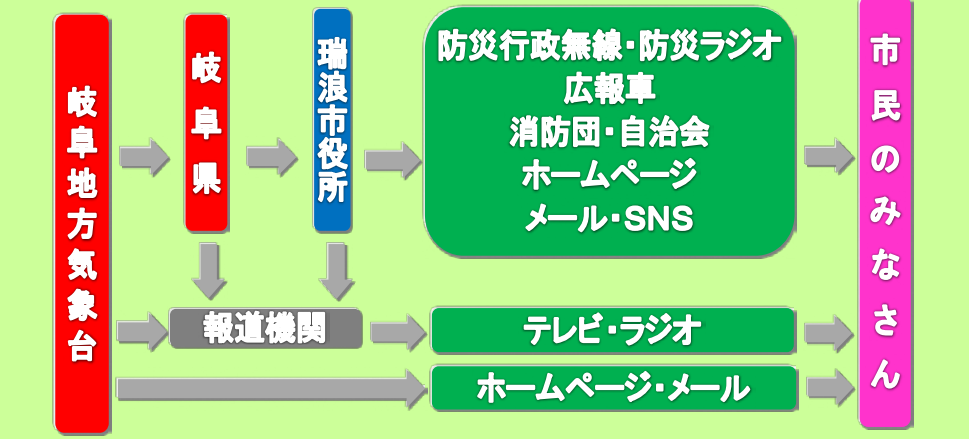 岐阜地方気象台
岐阜県
瑞浪市役所
防災行政無線・防災ラジオ
広報車
消防団・自治会
ホームページ
メール・SNS
市民のみなさん
報道機関
テレビ・ラジオ
ホームページ・メール